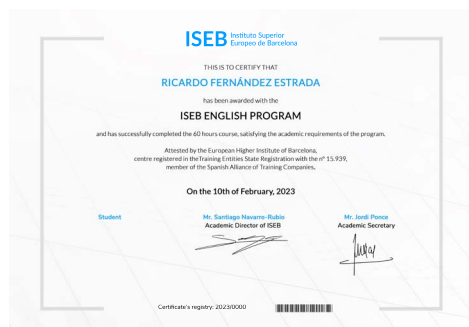 ISEB Instituto Superior
Europeo de Barcelona
THIS IS TO CERTIFY THAT
RICARDO FERNÁNDEZ ESTRADA
has been awarded with the
ISEB ENGLISH PROGRAM
and has successfully completed the 60 hours course, satisfying the academic requirements of the program.
Attested by the European Higher Institute of Barcelona,
centre registered in the Training Entities State Registration with the nº 15.939,
member of the Spanish Alliance of Training Companies.
On the 10th of February, 2023
Student
Mr. Santiago Navarro-Rubio
Academic Director of ISEB
Mr. Jordi Ponce
Academic Secretary
Certificate's registry: 2023/0000